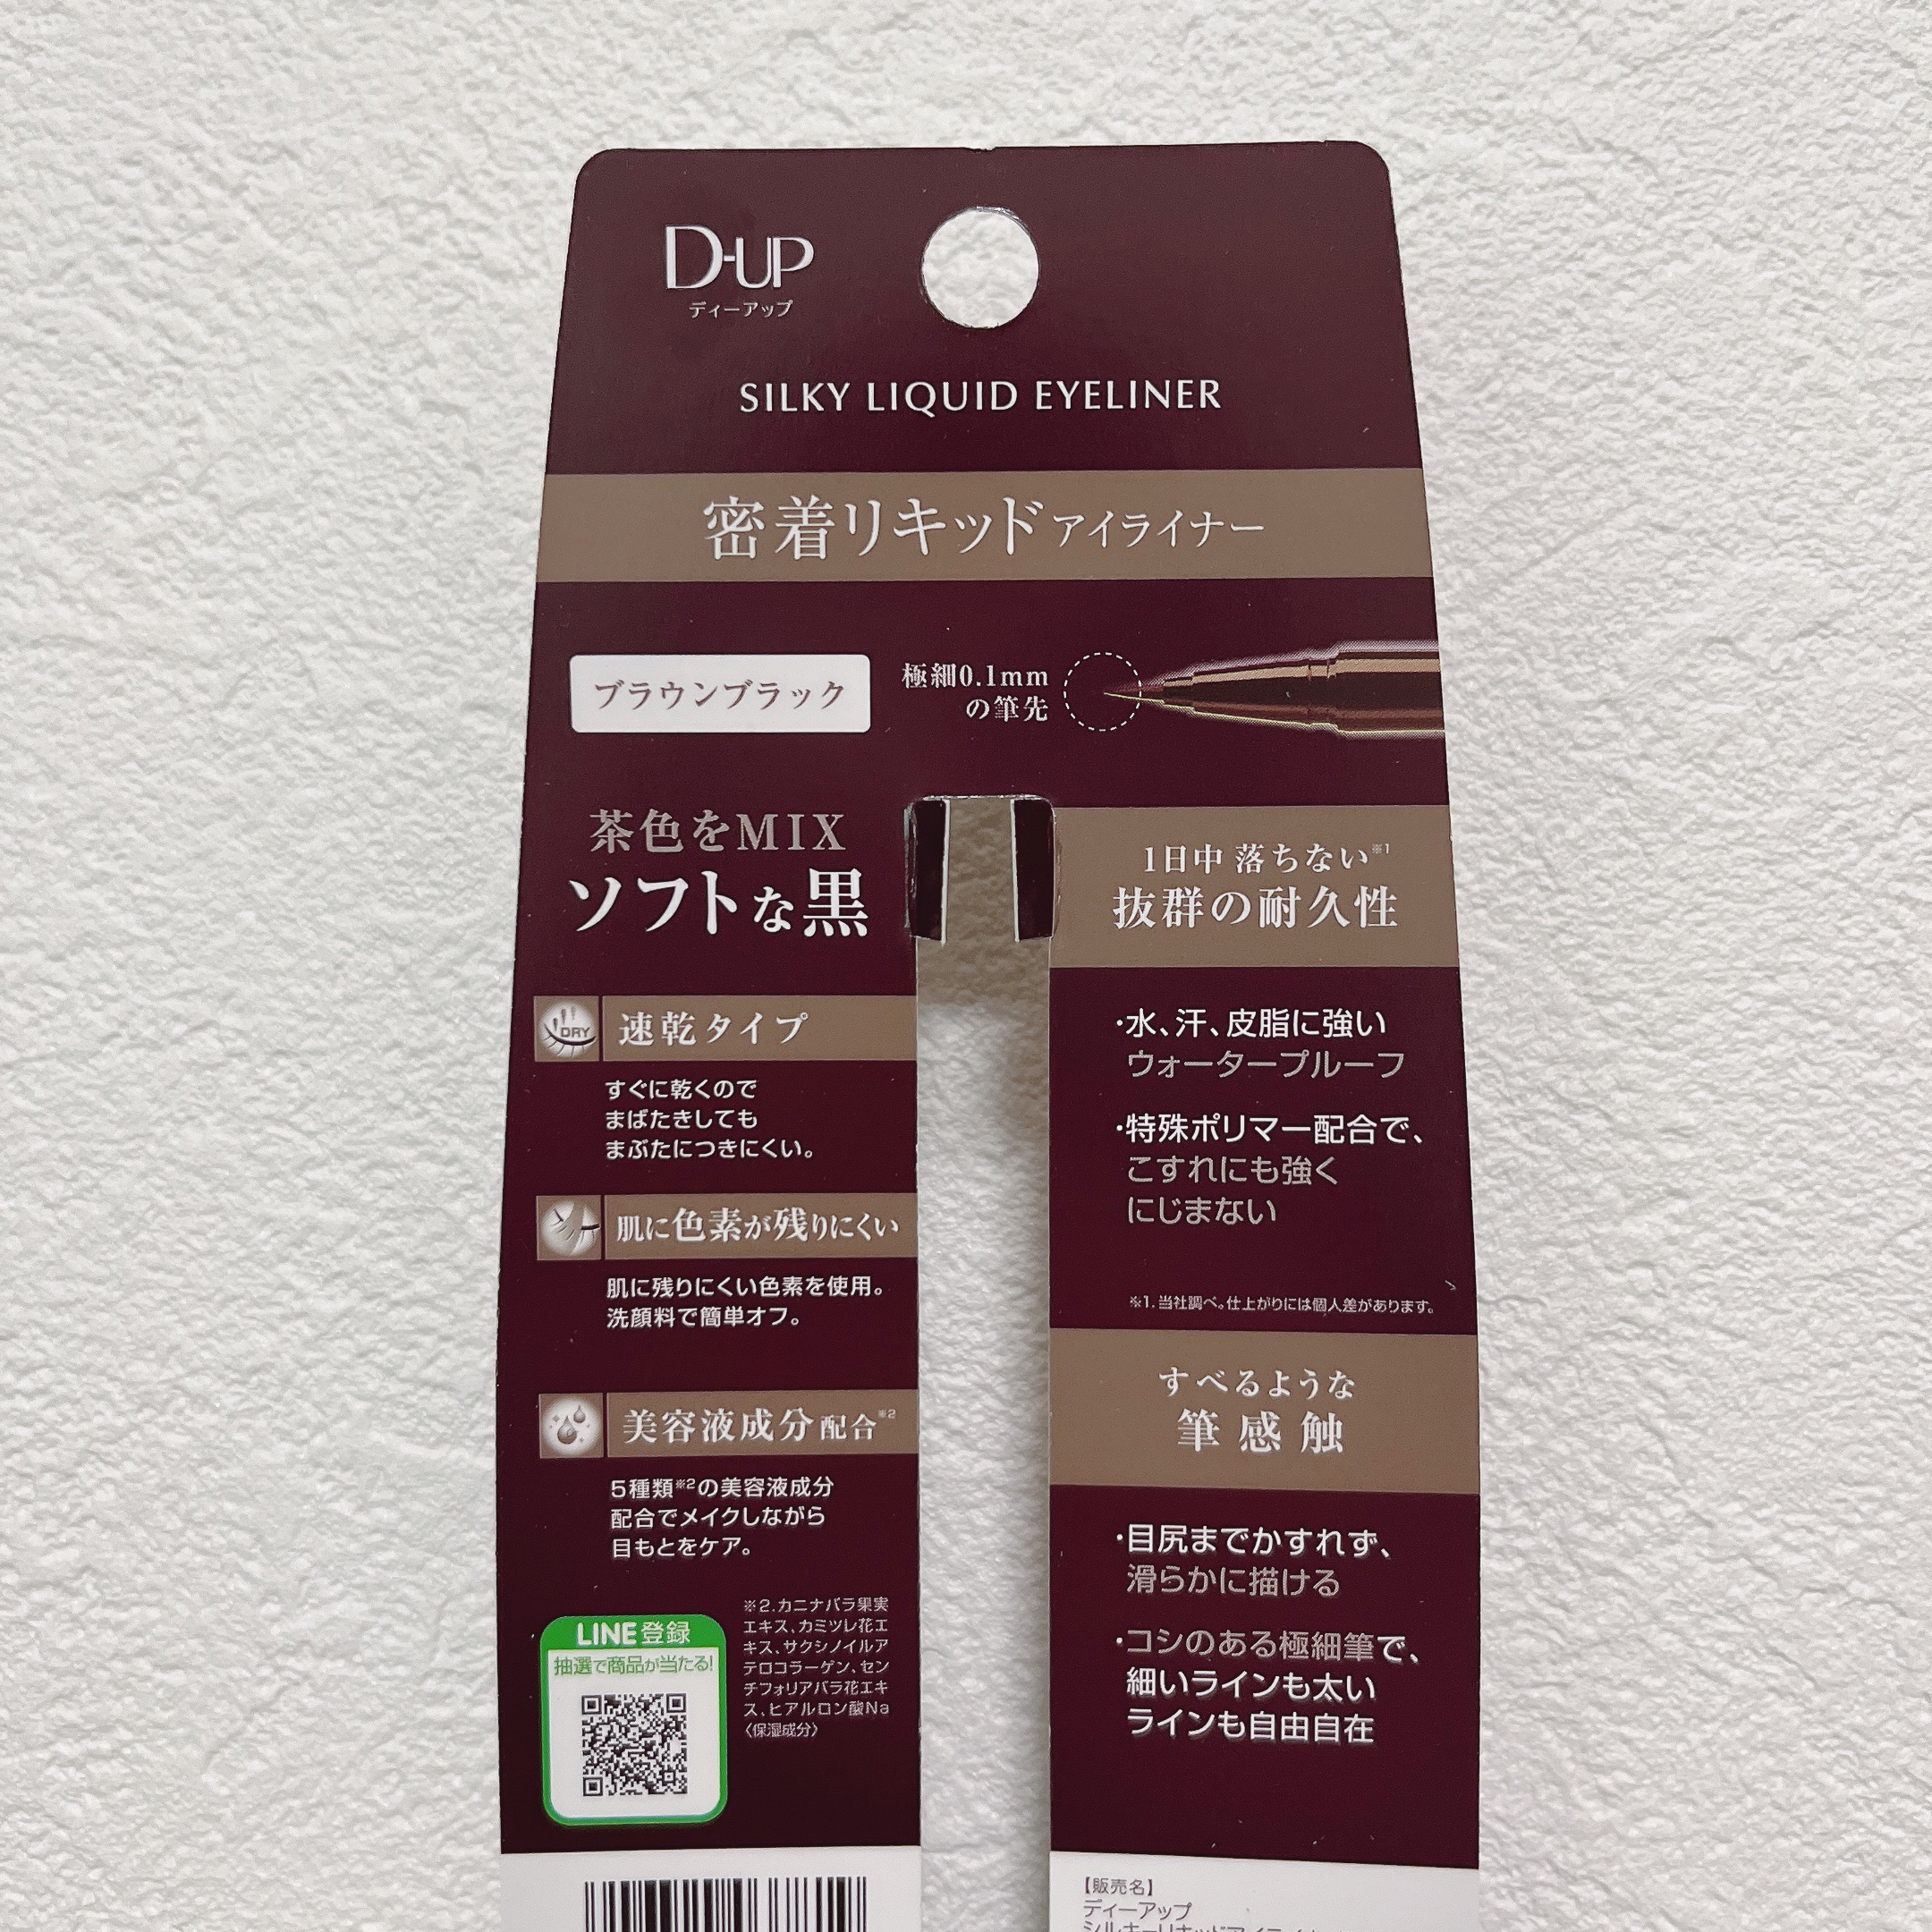 D-UP
ディーアップ
SILKY LIQUID EYELINER
密着リキッドアイライナー
ブラウンブラック
極細0.1mm
の筆先
茶色をMIX
ソフトな黒
DRY
速乾タイプ
すぐに乾くので
まばたきしても
まぶたにつきにくい。
肌に色素が残りにくい
肌に残りにくい色素を使用。
洗顔料で簡単オフ。
美容液成分配合※2
5種類※2の美容液成分
配合でメイクしながら
目もとをケア。
※2.カニナバラ果実
エキス、カミツレ花エ
キス、サクシノイルア
テロコラーゲン、セン
チフォリアバラ花エキ
ス、ヒアルロン酸Na
〈保湿成分〉
LINE登録
抽選で商品が当たる!
1日中 落ちない※1
抜群の耐久性
・水、汗、皮脂に強い
ウォータープルーフ
・特殊ポリマー配合で、
こすれにも強く
にじまない
※1.当社調べ。仕上がりには個人差があります。
すべるような
筆感触
・目尻までかすれず、
滑らかに描ける
・コシのある極細筆で、
細いラインも太い
ラインも自由自在
【販売名】
ディーアップ